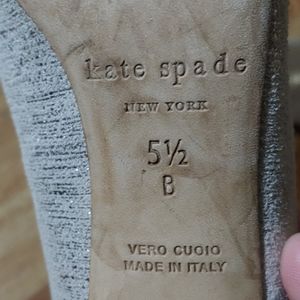 kate spade
NEW YORK
5½
B
VERO CUOIO
MADE IN ITALY